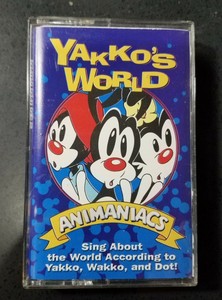 YAKKO'S
WORLD
ANIMANIACS
Sing About
the World According to
Yakko, Wakko, and Dot!